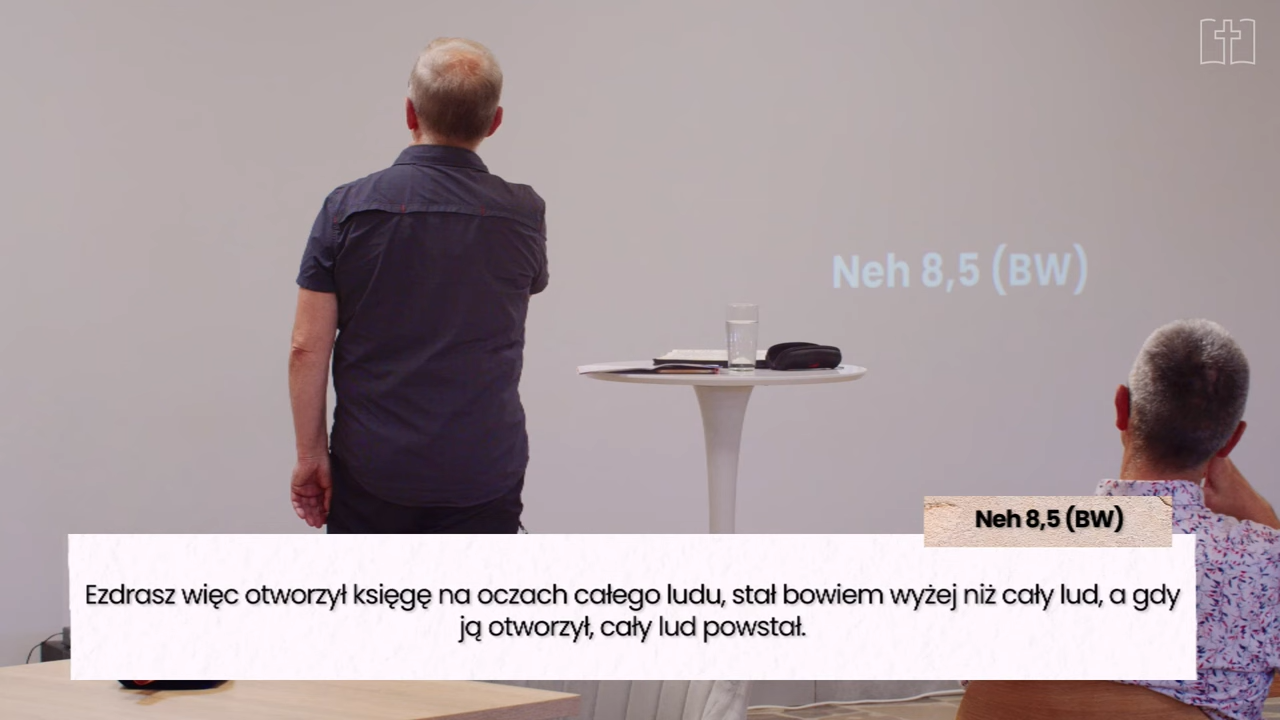 Neh 8,5 (BW)
Neh 8,5 (BW)
Ezdrasz więc otworzył księgę na oczach całego ludu, stał bowiem wyżej niż cały lud, a gdy
ją otworzył, cały lud powstał.